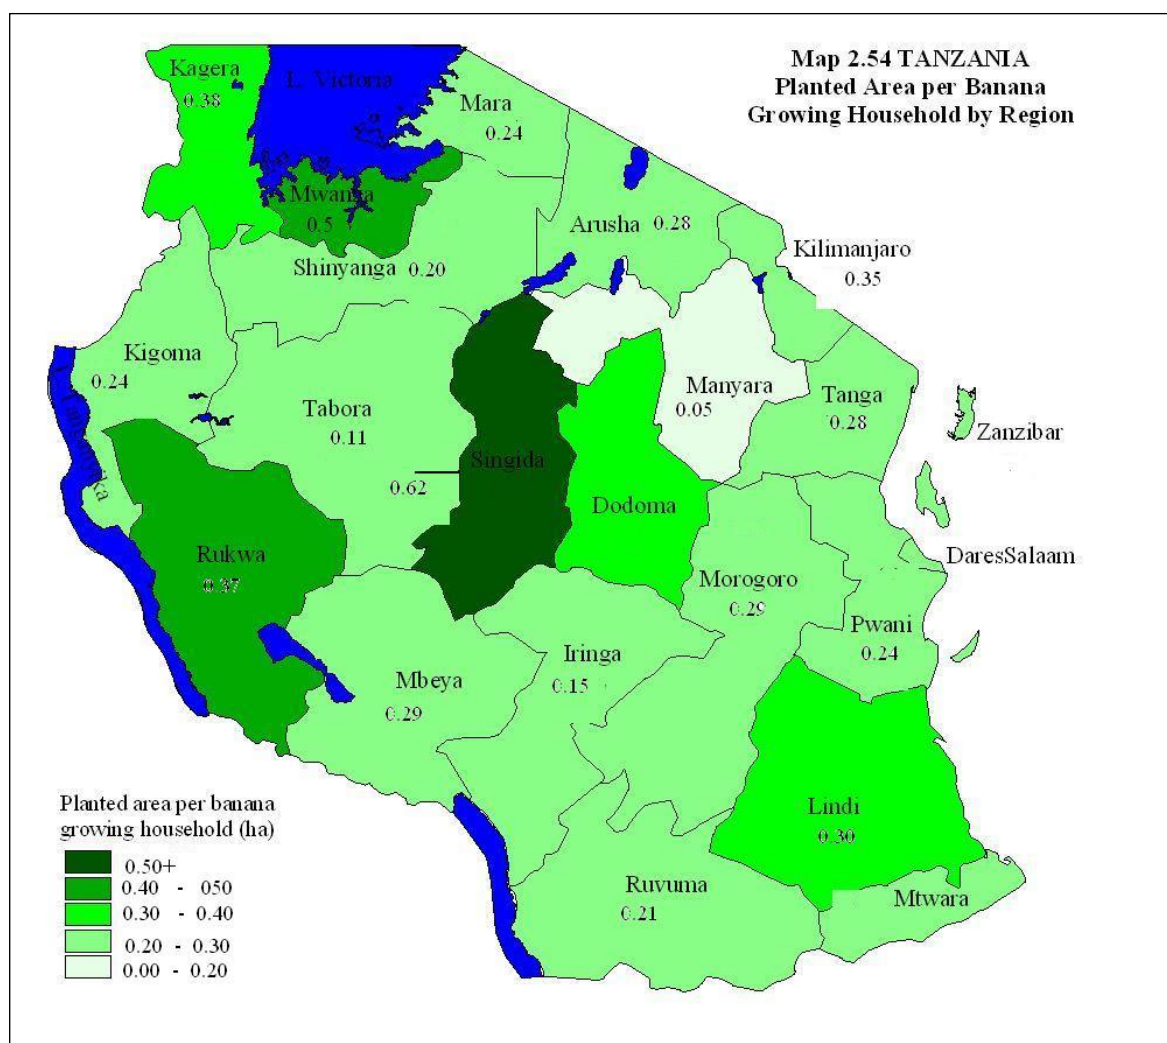 Map 2.54 TANZANIA
Planted Area per Banana
Growing Household by Region
Kagera
0.38
L. Victoria
Mara
0.24
Mwanza
0.5
Arusha 0.28
Kilimanjaro
0.35
Shinyanga 0.20
Kigoma
0.24
Tabora
0.11
Manyara
0.05
Tanga
0.28
Zanzibar
L. Tanganyika
Singida
0.62
Dodoma
Rukwa
0.37
Morogoro
0.29
DaresSalaam
Pwani
0.24
Iringa
0.15
Mbeya
0.29
Lindi
0.30
Ruvuma
0.21
Mtwara
Planted area per banana
growing household (ha)
0.50+
0.40 - 050
0.30 - 0.40
0.20 - 0.30
0.00 - 0.20